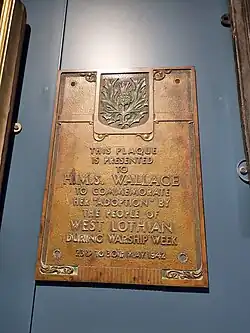 THIS PLAQUE
IS PRESENTED
TO
H.M.S. WALLACE
TO COMMEMORATE
HER "ADOPTION" BY
THE PEOPLE OF
WEST LOTHIAN
DURING WARSHIP WEEK
23RD TO 30TH MAY 1942